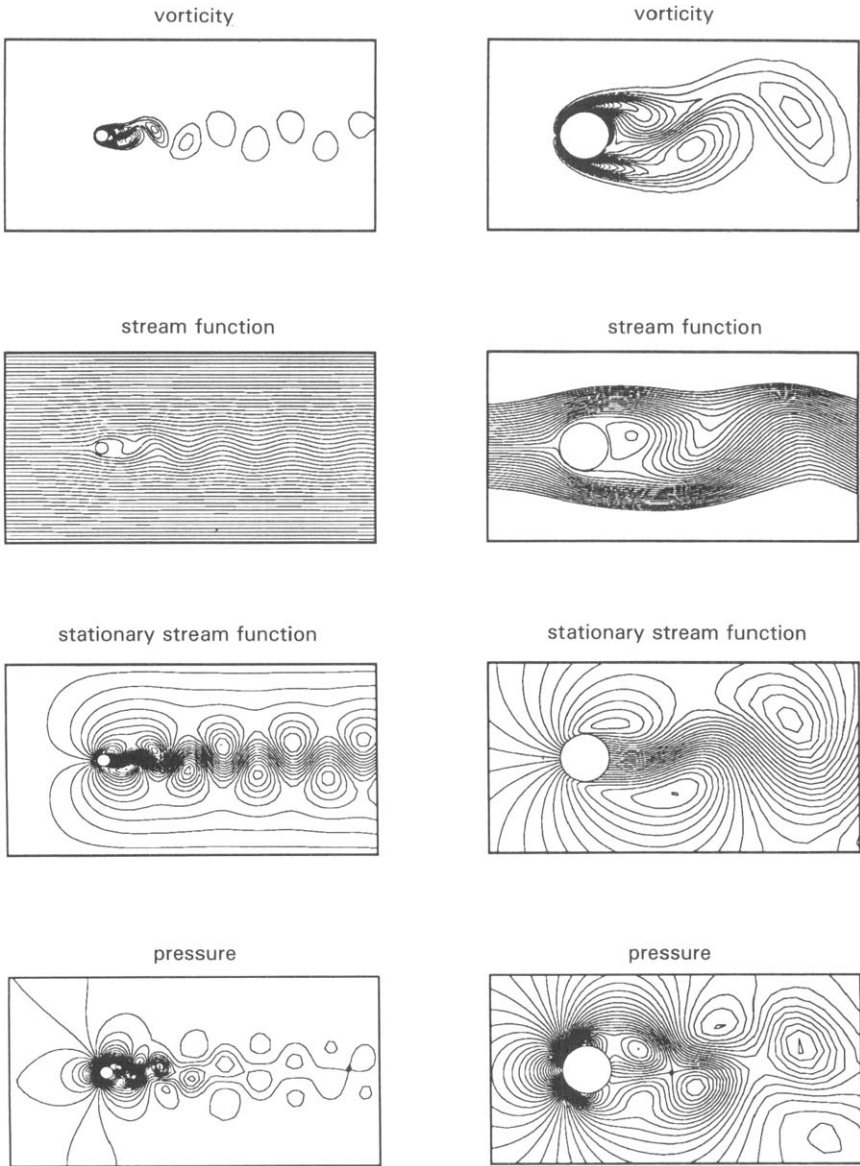 vorticity
vorticity
stream function
stream function
stationary stream function
stationary stream function
pressure
pressure